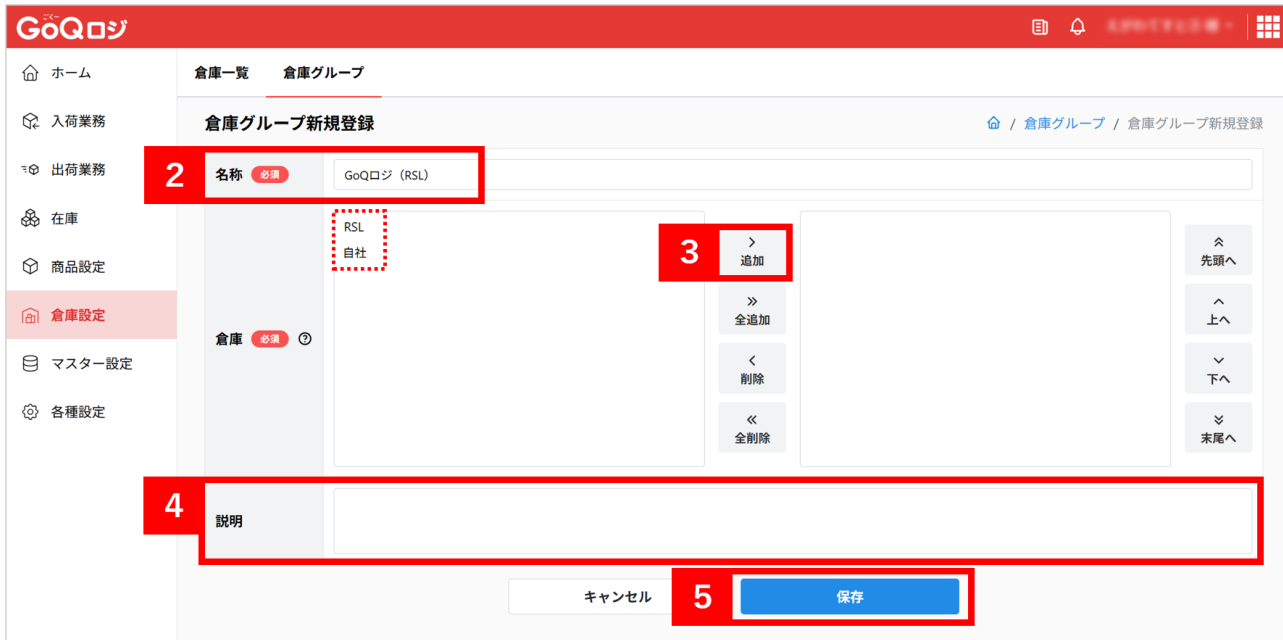 ごくー
GoQロジ
ホーム
入荷業務
出荷業務
在庫
商品設定
倉庫設定
マスター設定
各種設定
倉庫一覧 倉庫グループ
倉庫グループ新規登録
/ 倉庫グループ / 倉庫グループ新規登録
2 名称 必須 GoQロジ（RSL）
倉庫 必須 ?
RSL
自社
3 > 追加
>> 全追加
< 削除
<< 全削除
先頭へ
上へ
下へ
末尾へ
4 説明
キャンセル 5 保存